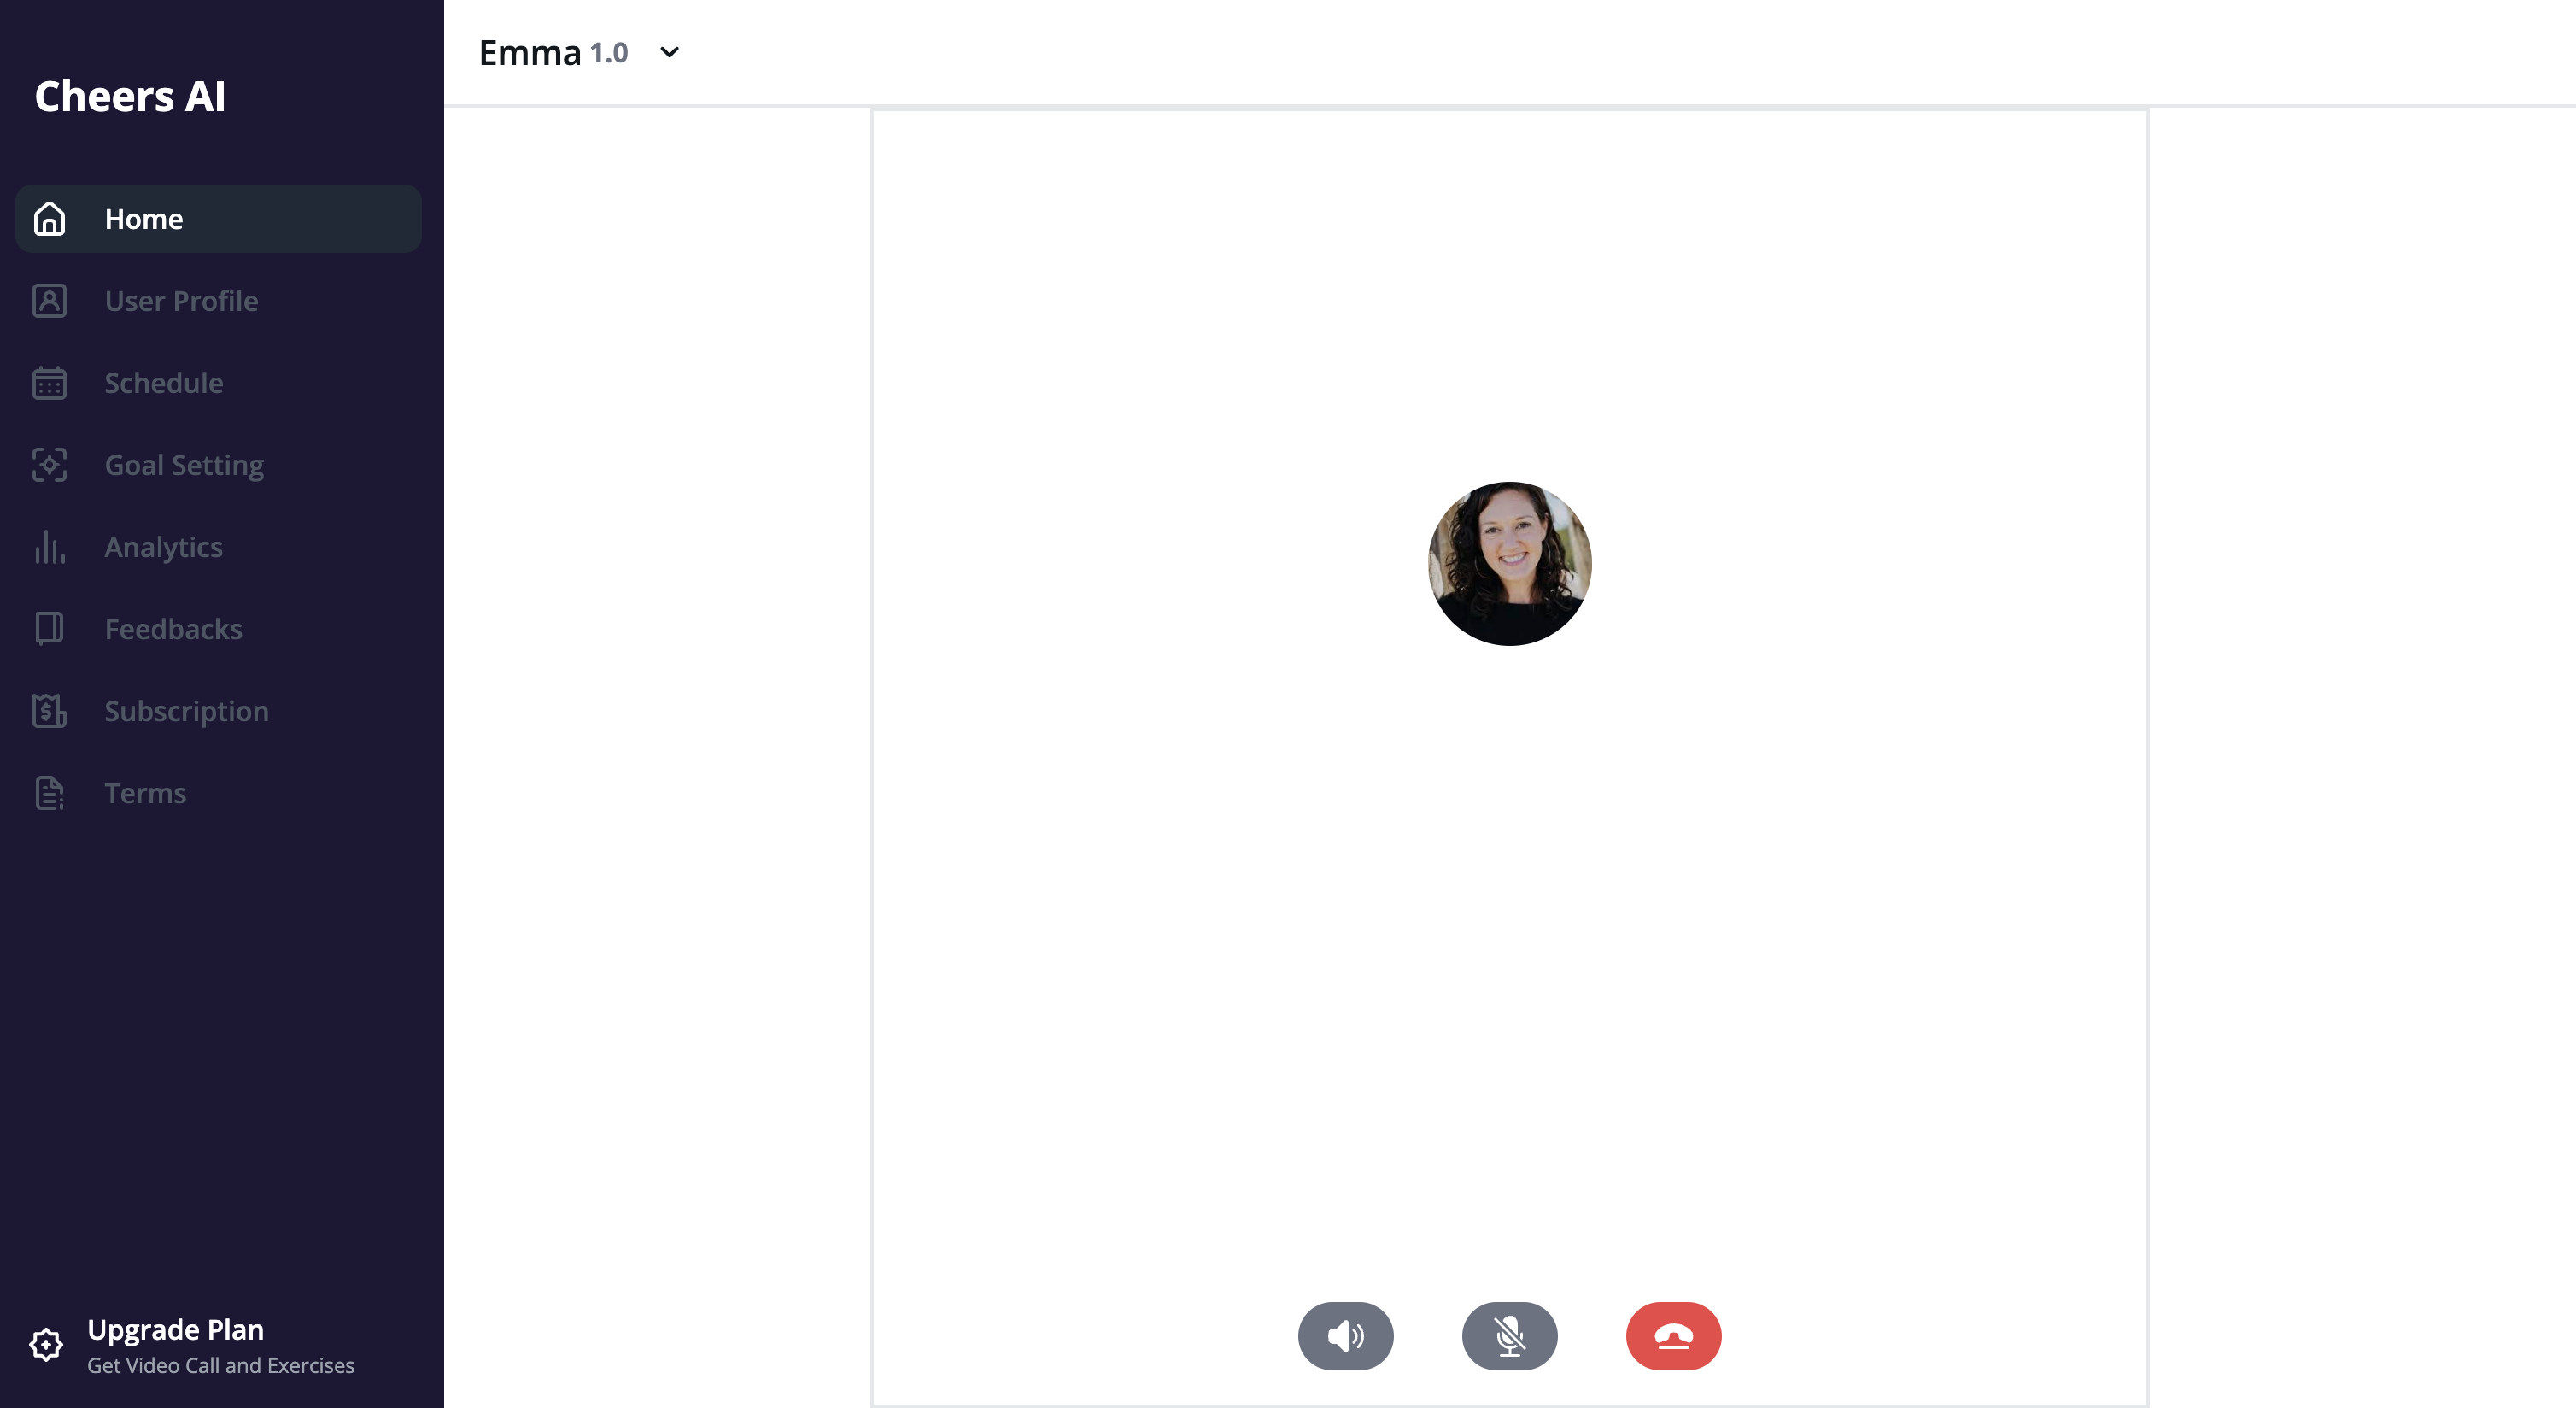 Cheers AI
Home
User Profile
Schedule
Goal Setting
Analytics
Feedbacks
Subscription
Terms
Upgrade Plan
Get Video Call and Exercises
Emma 1.0